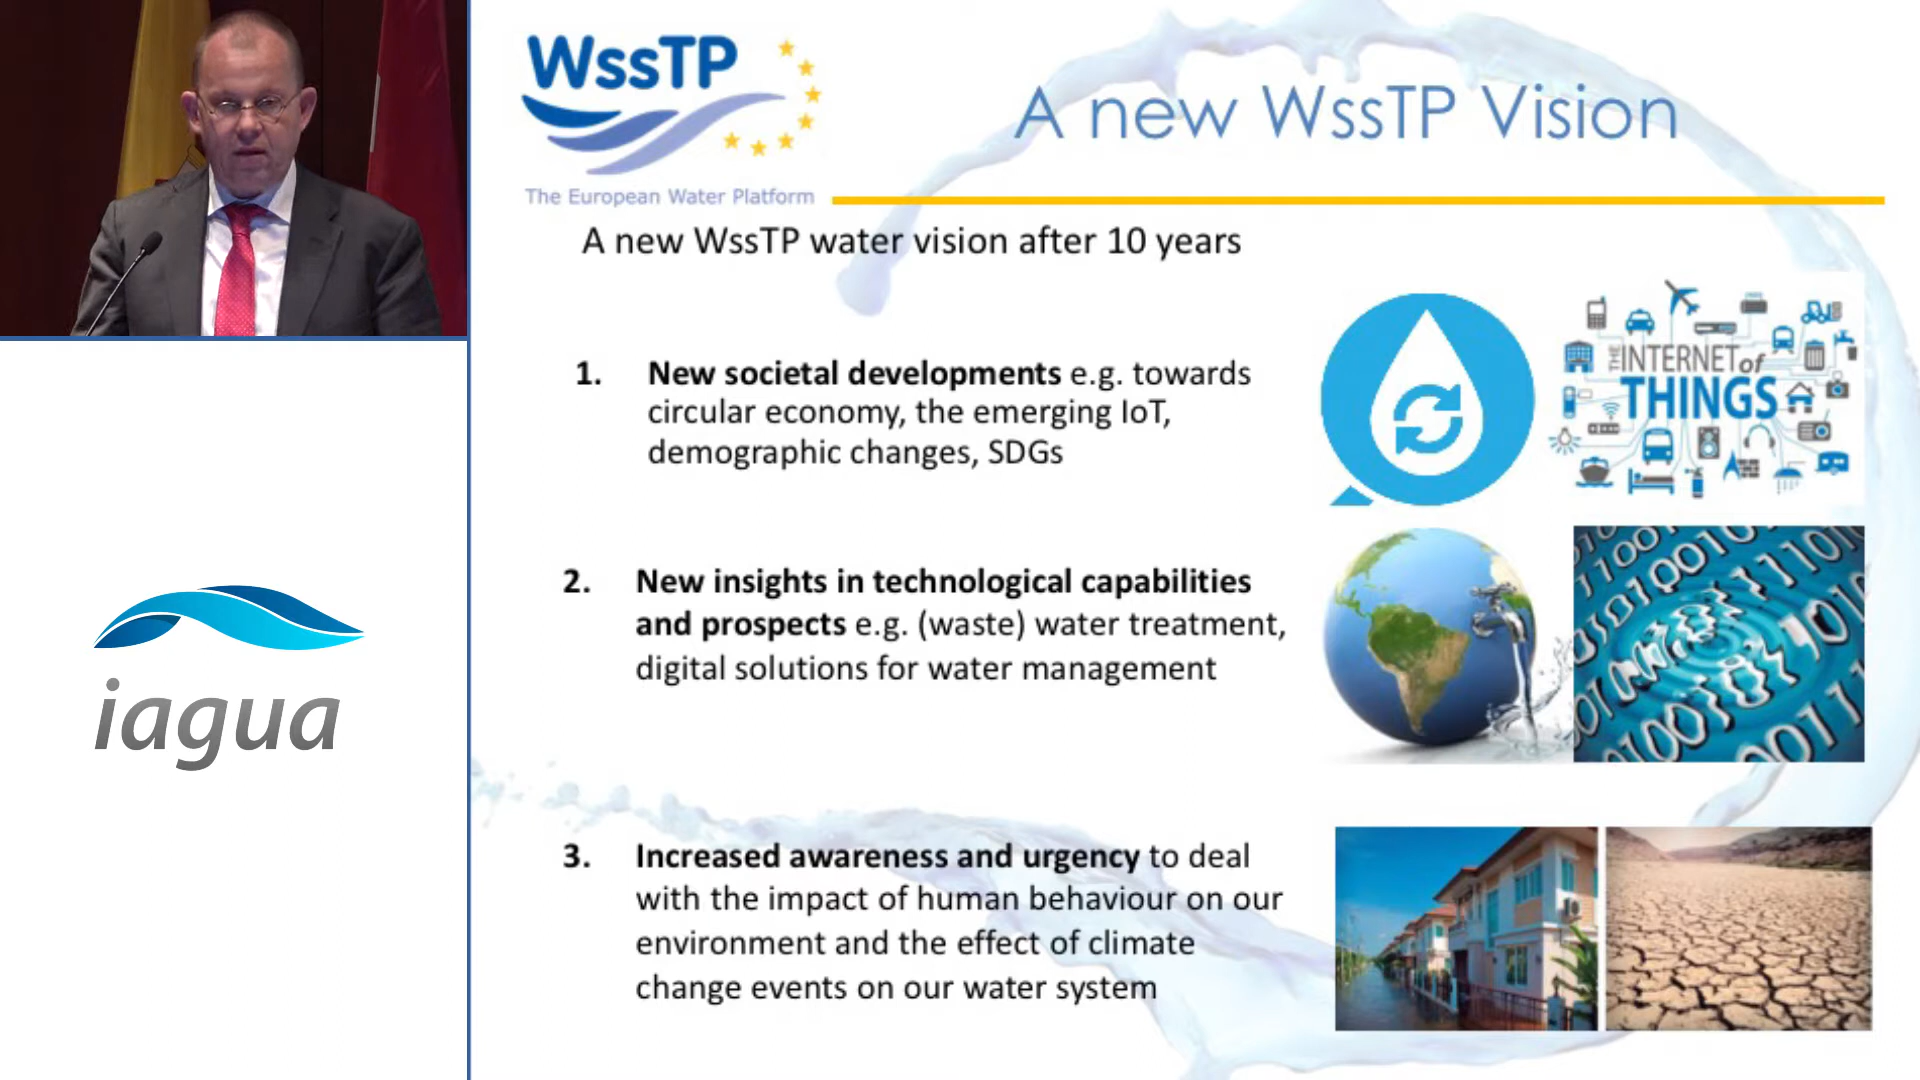 WssTP
The European Water Platform
A new WssTP Vision
A new WssTP water vision after 10 years
1. New societal developments e.g. towards
circular economy, the emerging IoT,
demographic changes, SDGs
THE INTERNET of
THINGS
2. New insights in technological capabilities
and prospects e.g. (waste) water treatment,
digital solutions for water management
3. Increased awareness and urgency to deal
with the impact of human behaviour on our
environment and the effect of climate
change events on our water system
iagua